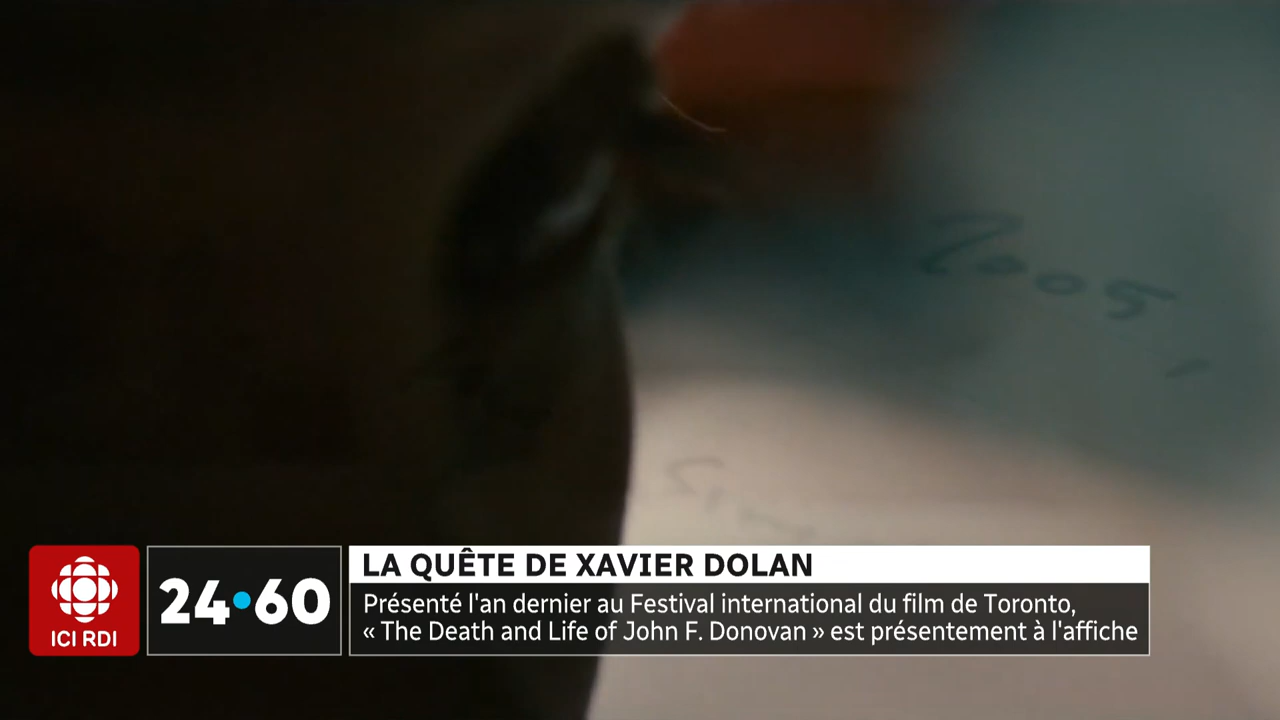 2005,
ICI RDI
24•60
LA QUÊTE DE XAVIER DOLAN
Présenté l'an dernier au Festival international du film de Toronto,
« The Death and Life of John F. Donovan » est présentement à l'affiche